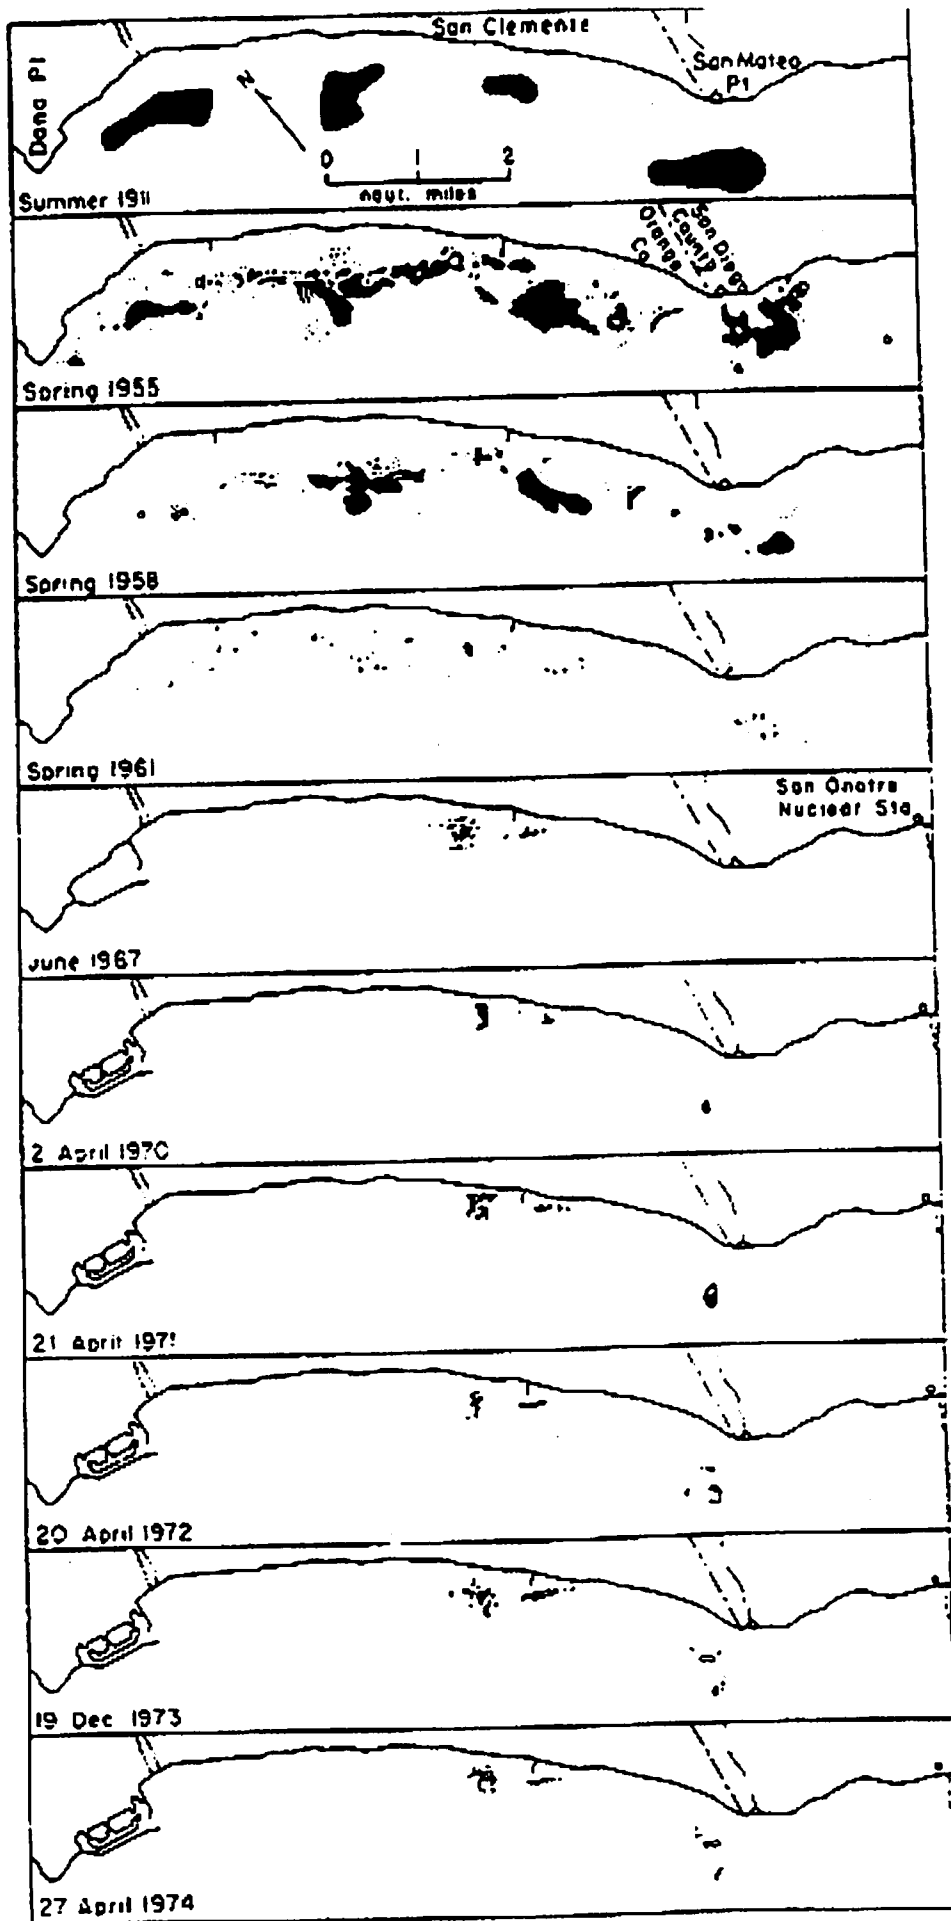 San Clemente
San Mateo
Pt
Dana Pt
N
0 1 2
naut. miles
Summer 1911
San Diego
County
Orange
Co
Spring 1955
Spring 1958
Spring 1961
San Onofre
Nuclear Sta
June 1967
2 April 1970
21 April 1971
20 April 1972
19 Dec 1973
27 April 1974